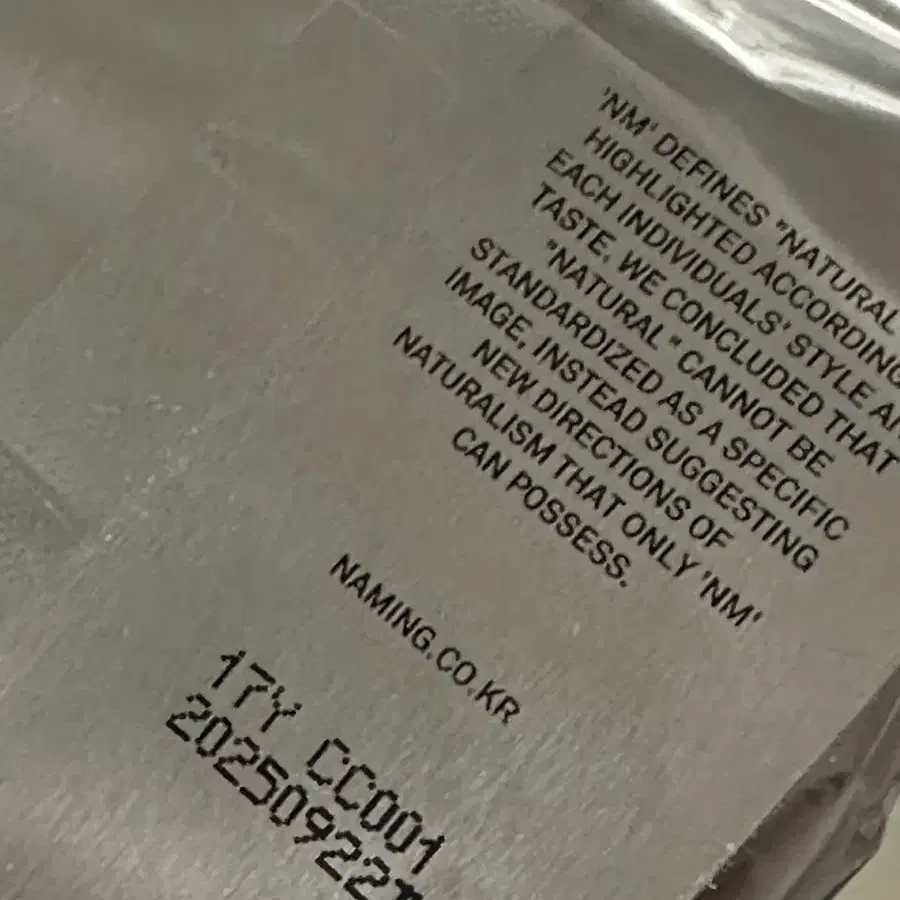 'NM' DEFINES "NATURAL
HIGHLIGHTED ACCORDING
EACH INDIVIDUALS' STYLE
TASTE, WE CONCLUDED THAT
"NATURAL" CANNOT BE
STANDARDIZED AS A SPECIFIC
IMAGE, INSTEAD SUGGESTING
NEW DIRECTIONS OF
NATURALISM THAT ONLY 'NM'
CAN POSSESS.
NAMING.CO.KR
17Y CC001
20250922